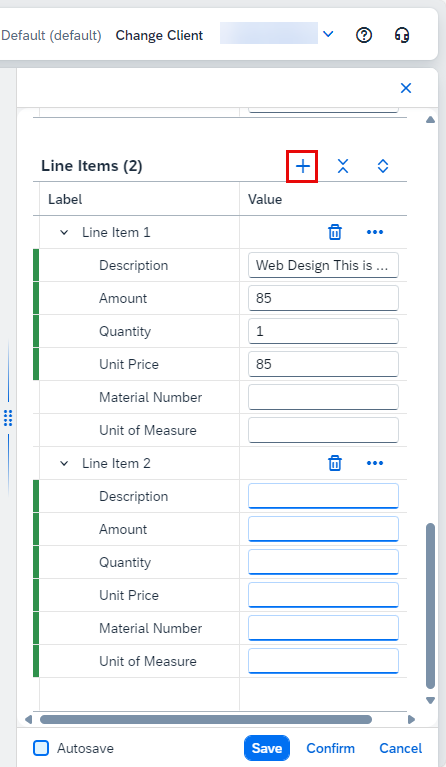 Default (default) Change Client
Line Items (2)
Label Value
Line Item 1
Description Web Design This is ...
Amount 85
Quantity 1
Unit Price 85
Material Number
Unit of Measure
Line Item 2
Description
Amount
Quantity
Unit Price
Material Number
Unit of Measure
Autosave Save Confirm Cancel